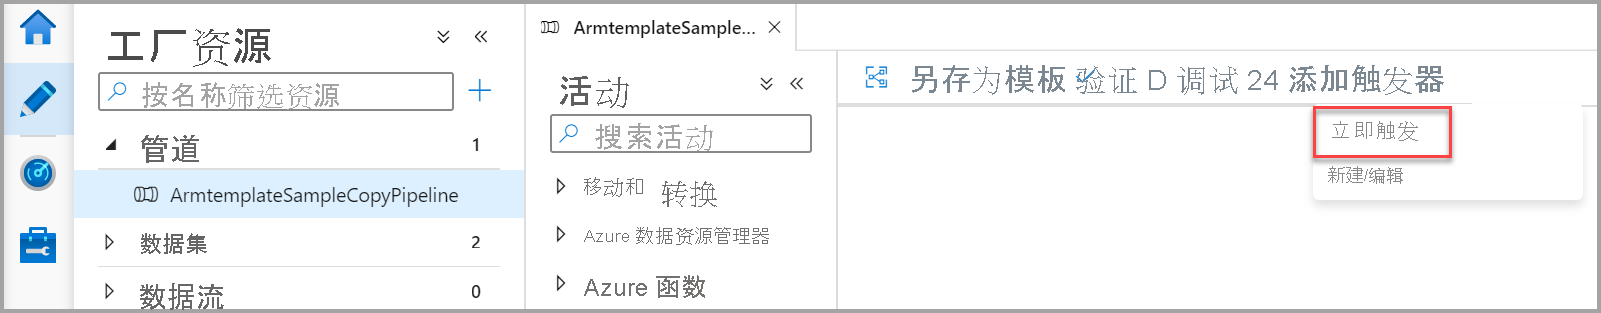 工厂资源
按名称筛选资源
管道 1
ArmtemplateSampleCopyPipeline
数据集 2
数据流 0
ArmtemplateSample...
活动
搜索活动
移动和 转换
Azure 数据资源管理器
Azure 函数
另存为模板 验证 D 调试 24 添加触发器
立即触发
新建/编辑